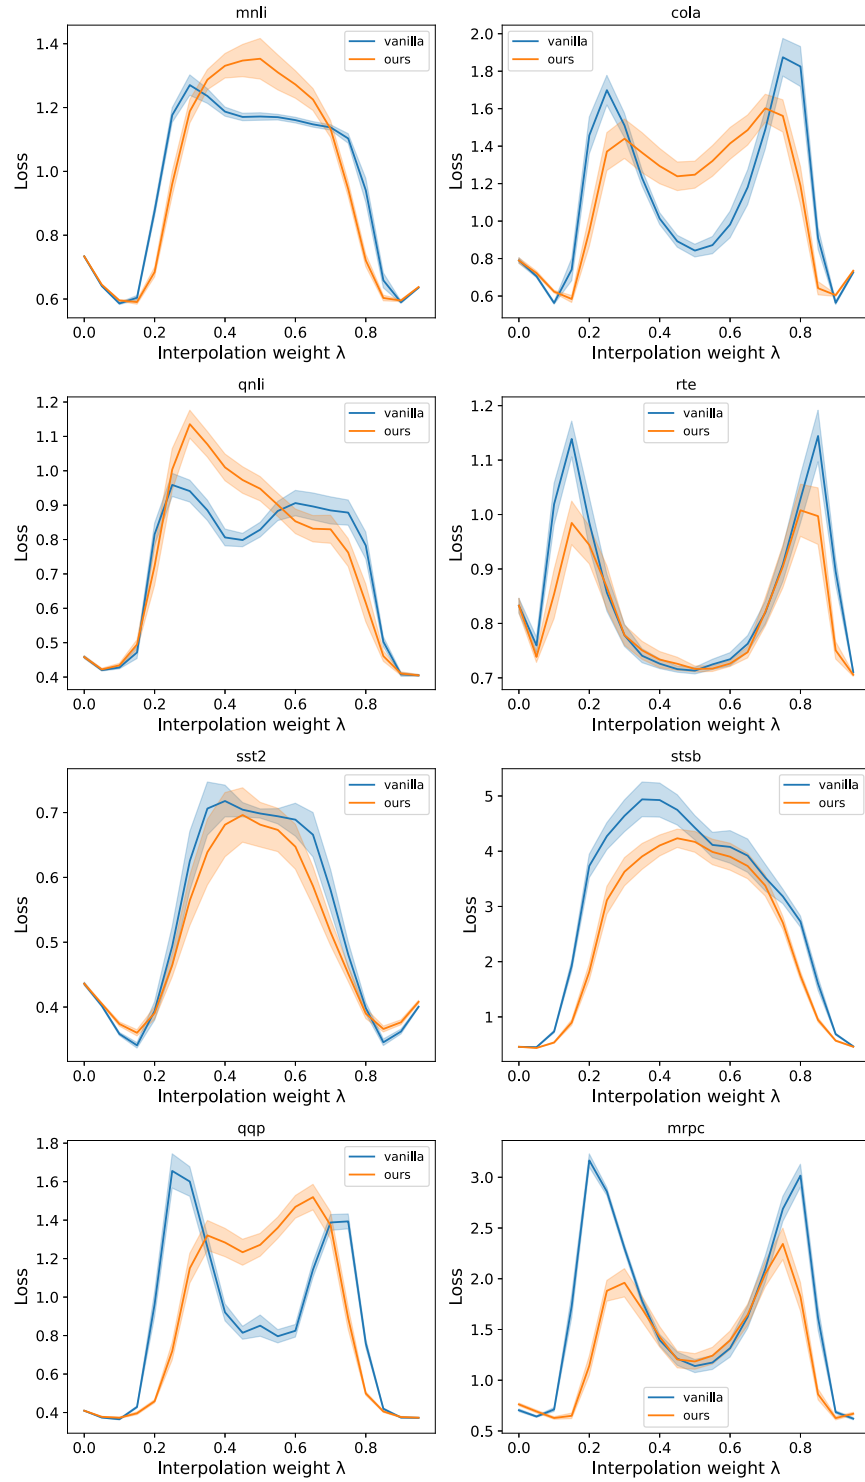 mnli
1.4
1.2
1.0
0.8
0.6
Loss
vanilla
ours
0.0 0.2 0.4 0.6 0.8
Interpolation weight λ
cola
2.0
1.8
1.6
1.4
1.2
1.0
0.8
0.6
Loss
vanilla
ours
0.0 0.2 0.4 0.6 0.8
Interpolation weight λ
qnli
1.2
1.1
1.0
0.9
0.8
0.7
0.6
0.5
0.4
Loss
vanilla
ours
0.0 0.2 0.4 0.6 0.8
Interpolation weight λ
rte
1.2
1.1
1.0
0.9
0.8
0.7
Loss
vanilla
ours
0.0 0.2 0.4 0.6 0.8
Interpolation weight λ
sst2
0.7
0.6
0.5
0.4
Loss
vanilla
ours
0.0 0.2 0.4 0.6 0.8
Interpolation weight λ
stsb
5
4
3
2
1
Loss
vanilla
ours
0.0 0.2 0.4 0.6 0.8
Interpolation weight λ
qqp
1.8
1.6
1.4
1.2
1.0
0.8
0.6
0.4
Loss
vanilla
ours
0.0 0.2 0.4 0.6 0.8
Interpolation weight λ
mrpc
3.0
2.5
2.0
1.5
1.0
0.5
Loss
vanilla
ours
0.0 0.2 0.4 0.6 0.8
Interpolation weight λ